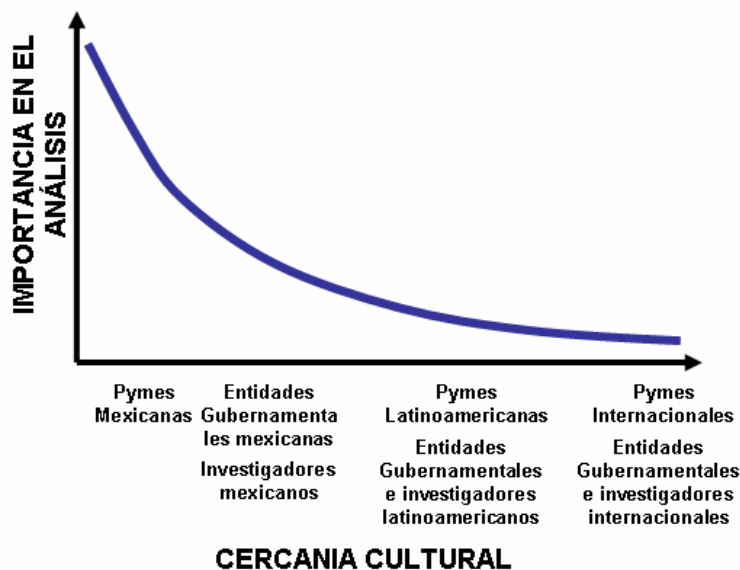 IMPORTANCIA EN EL
ANÁLISIS
Pymes
Mexicanas
Entidades
Gubernamenta
les mexicanas
Investigadores
mexicanos
Pymes
Latinoamericanas
Entidades
Gubernamentales
e investigadores
latinoamericanos
Pymes
Internacionales
Entidades
Gubernamentales
e investigadores
internacionales
CERCANIA CULTURAL